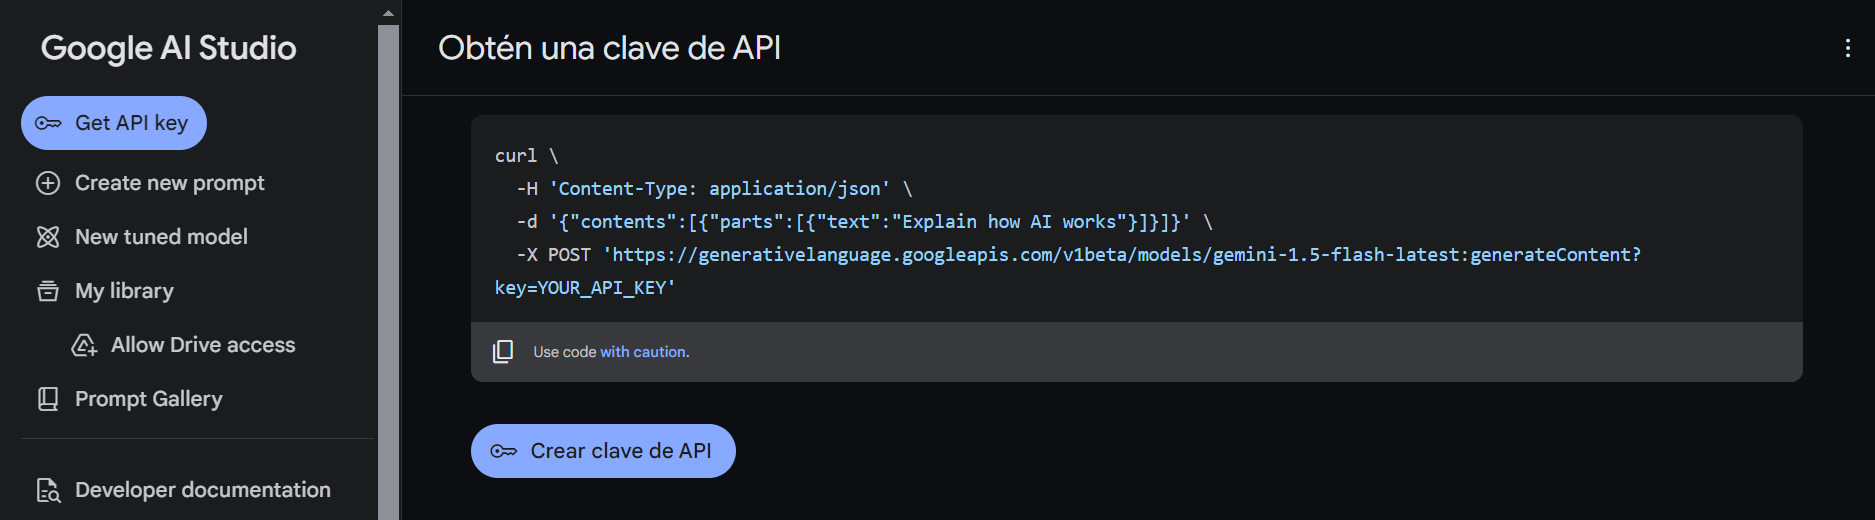 Google AI Studio
Get API key
Create new prompt
New tuned model
My library
Allow Drive access
Prompt Gallery
Developer documentation
Obtén una clave de API
curl \
-H 'Content-Type: application/json' \
-d '{"contents":[{"parts":[{"text":"Explain how AI works"}]}]}' \
-X POST 'https://generativelanguage.googleapis.com/v1beta/models/gemini-1.5-flash-latest:generateContent?
key=YOUR_API_KEY'
Use code with caution.
Crear clave de API